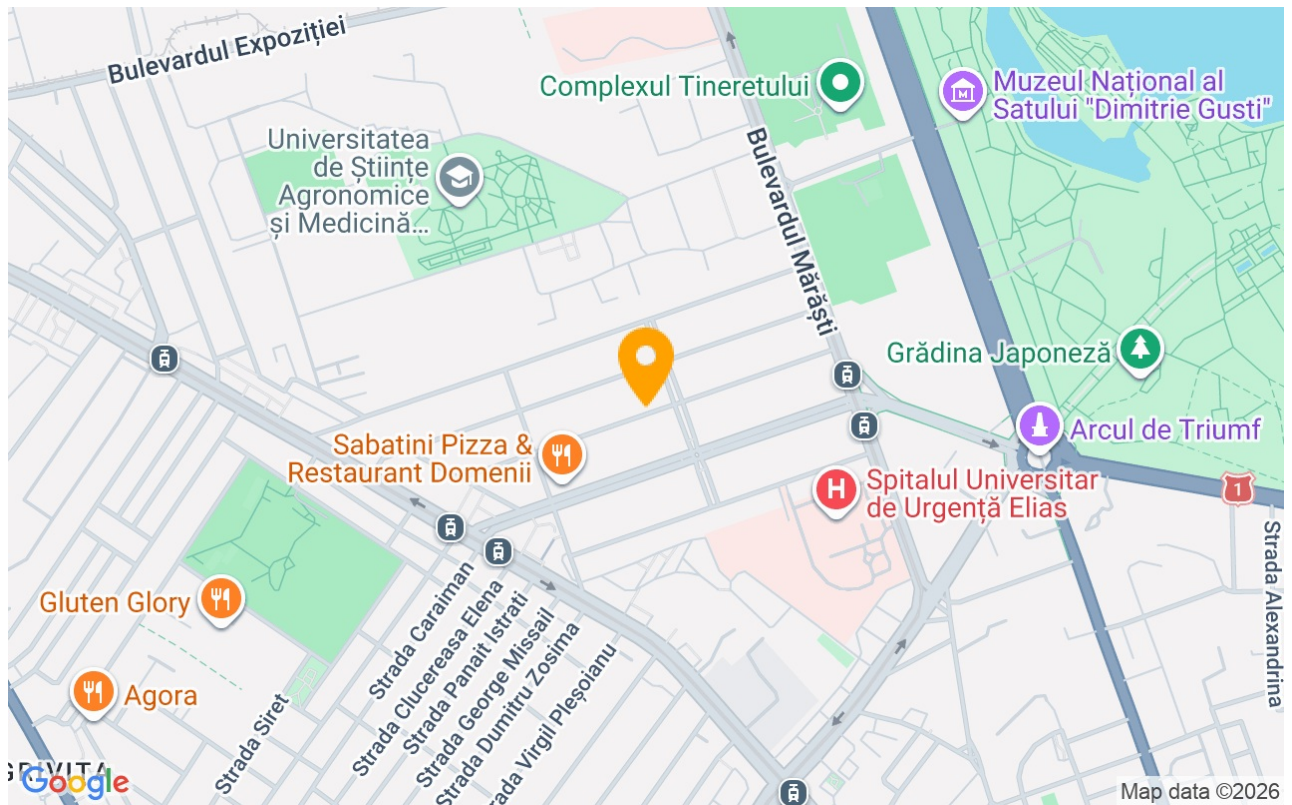 Bulevardul Expoziției
Complexul Tineretului
Muzeul Național al
Satului "Dimitrie Gusti"
Universitatea
de Științe
Agronomice
și Medicină...
Bulevardul Mărăști
Grădina Japoneză
Arcul de Triumf
Sabatini Pizza &
Restaurant Domenii
H
Spitalul Universitar
de Urgență Elias
1
Strada Alexandrina
Gluten Glory
Agora
Strada Siret
Strada Caraiman
Strada Clucereasa Elena
Strada Panait Istrati
Strada George Missail
Strada Dumitru Zosima
rada Virgil Pleșoianu
Google
Map data ©2026